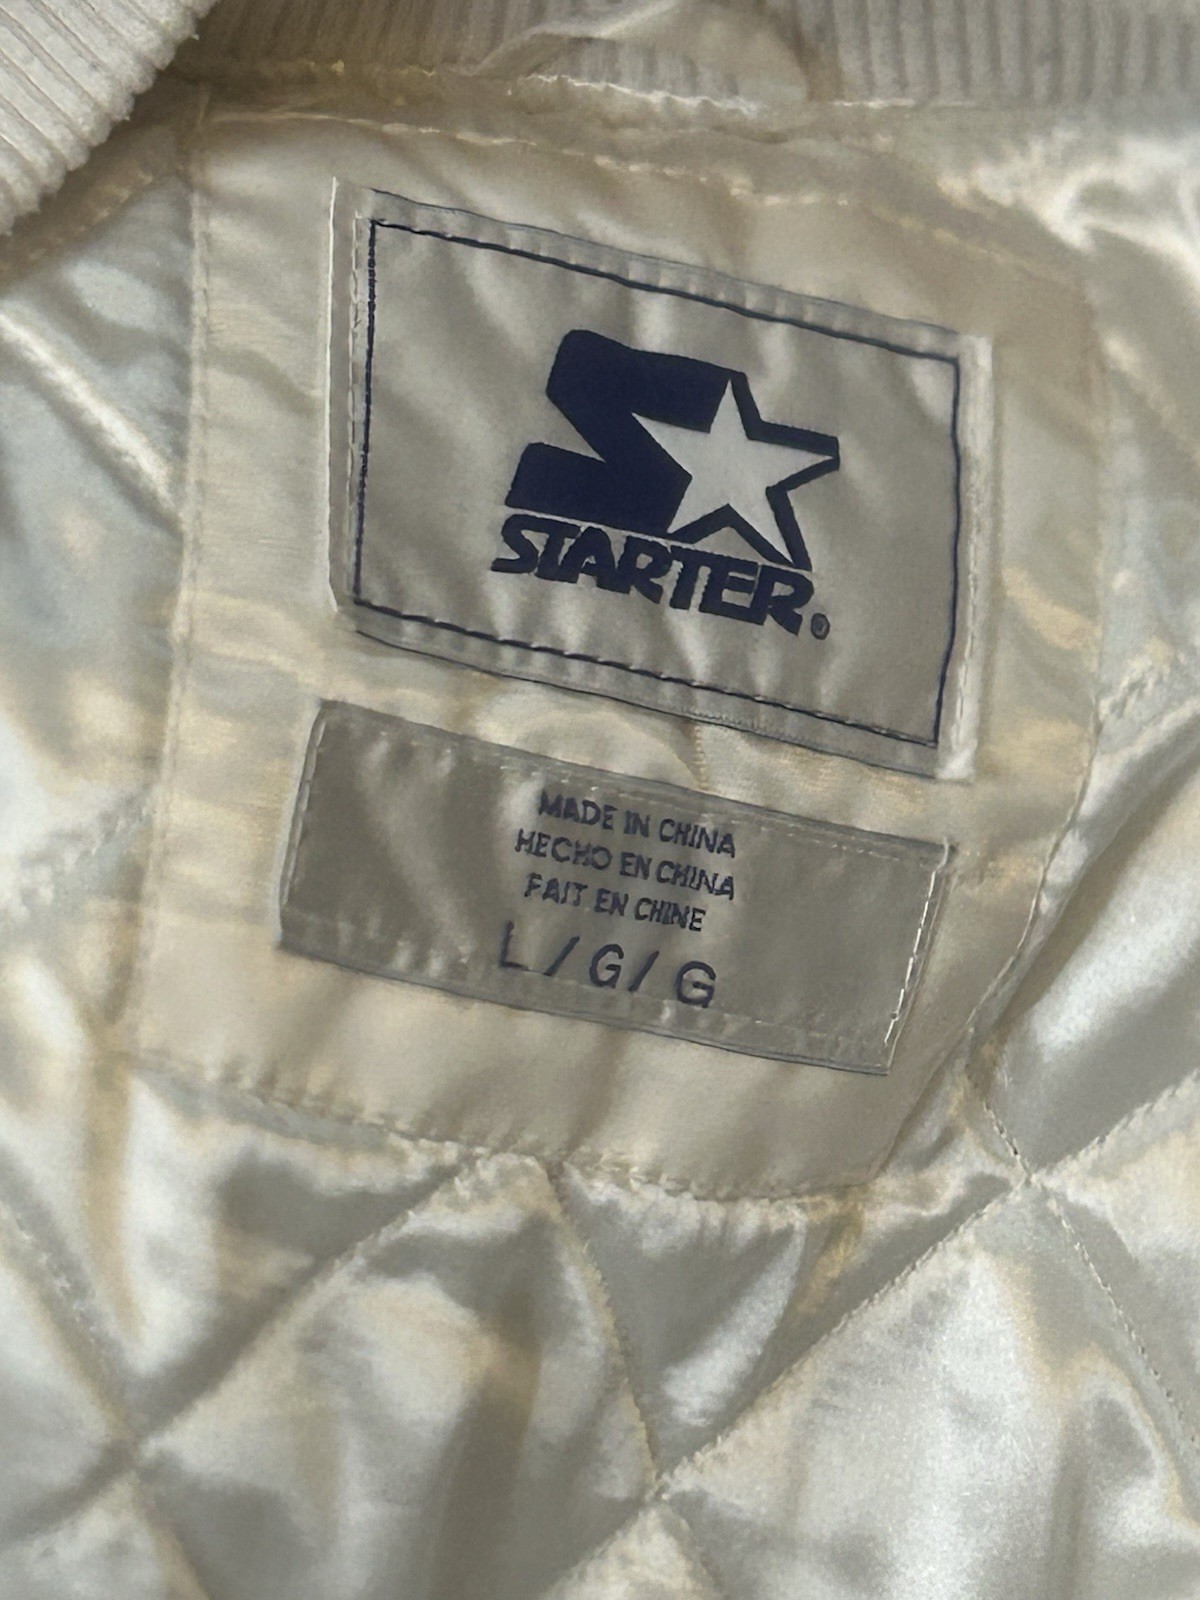 STARTER®
MADE IN CHINA
HECHO EN CHINA
FAIT EN CHINE
L / G / G